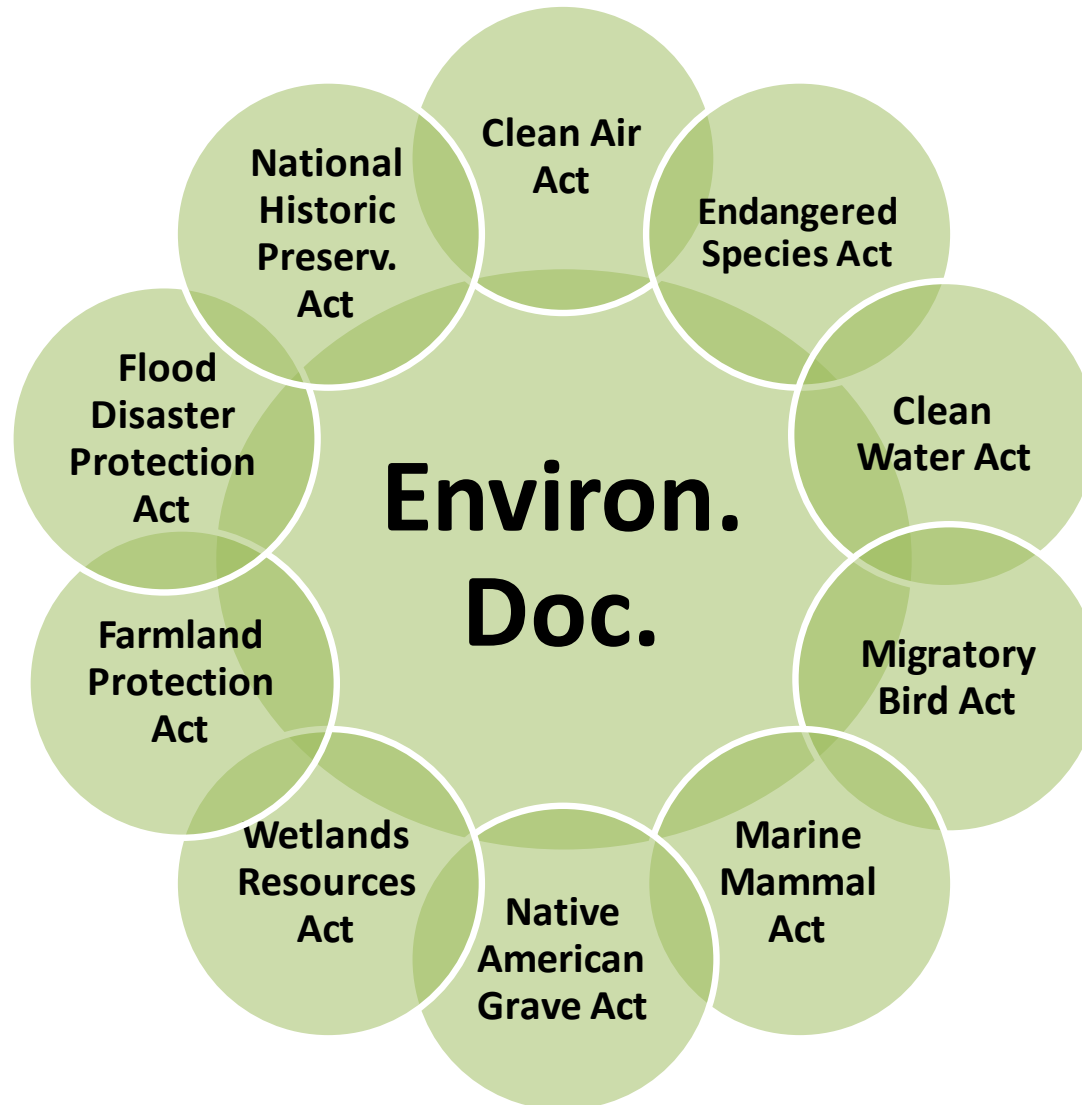 Clean Air
Act
Endangered
Species Act
Clean
Water Act
Migratory
Bird Act
Marine
Mammal
Act
Native
American
Grave Act
Wetlands
Resources
Act
Farmland
Protection
Act
Flood
Disaster
Protection
Act
National
Historic
Preserv.
Act
Environ.
Doc.